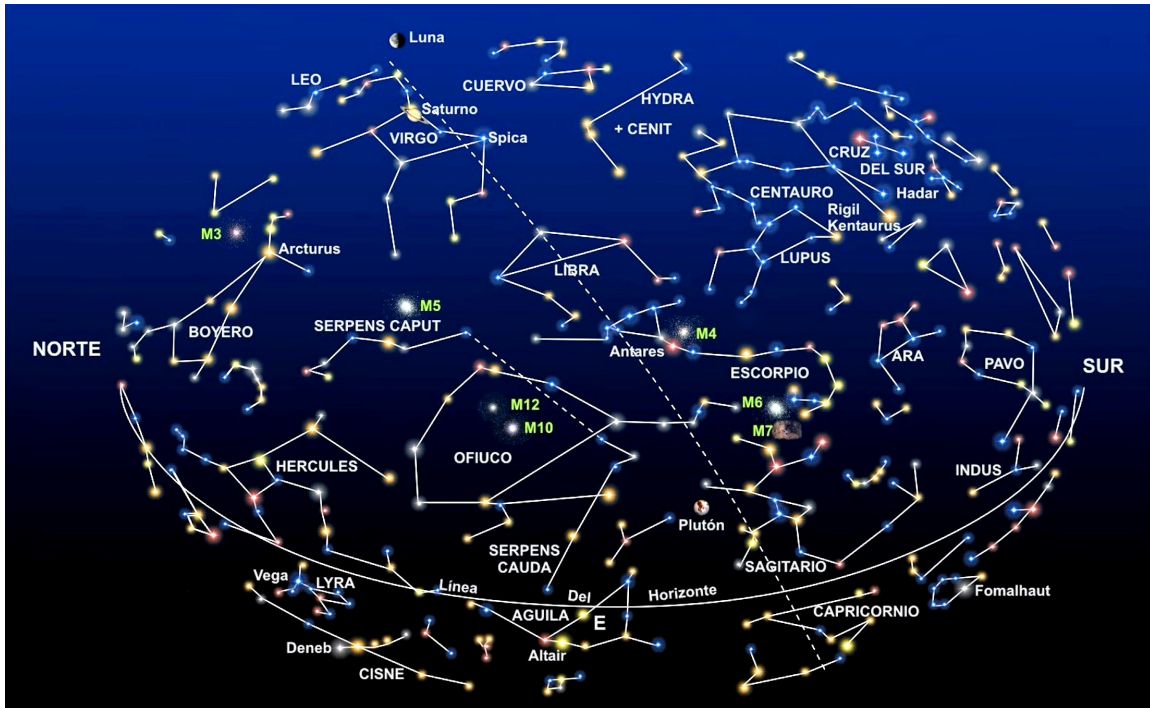 Luna
LEO
CUERVO
HYDRA
Saturno
+ CENIT
VIRGO
Spica
CRUZ
DEL SUR
CENTAURO
Hadar
M3
Rigil
Kentaurus
Arcturus
LUPUS
LIBRA
M5
BOYERO
SERPENS CAPUT
M4
NORTE
Antares
ARA
PAVO
SUR
ESCORPIO
M12
M6
M10
M7
OFIUCO
HERCULES
INDUS
Plutón
SERPENS
CAUDA
SAGITARIO
Vega
LYRA
Línea Del Horizonte
Fomalhaut
AGUILA
E
CAPRICORNIO
Deneb
Altair
CISNE